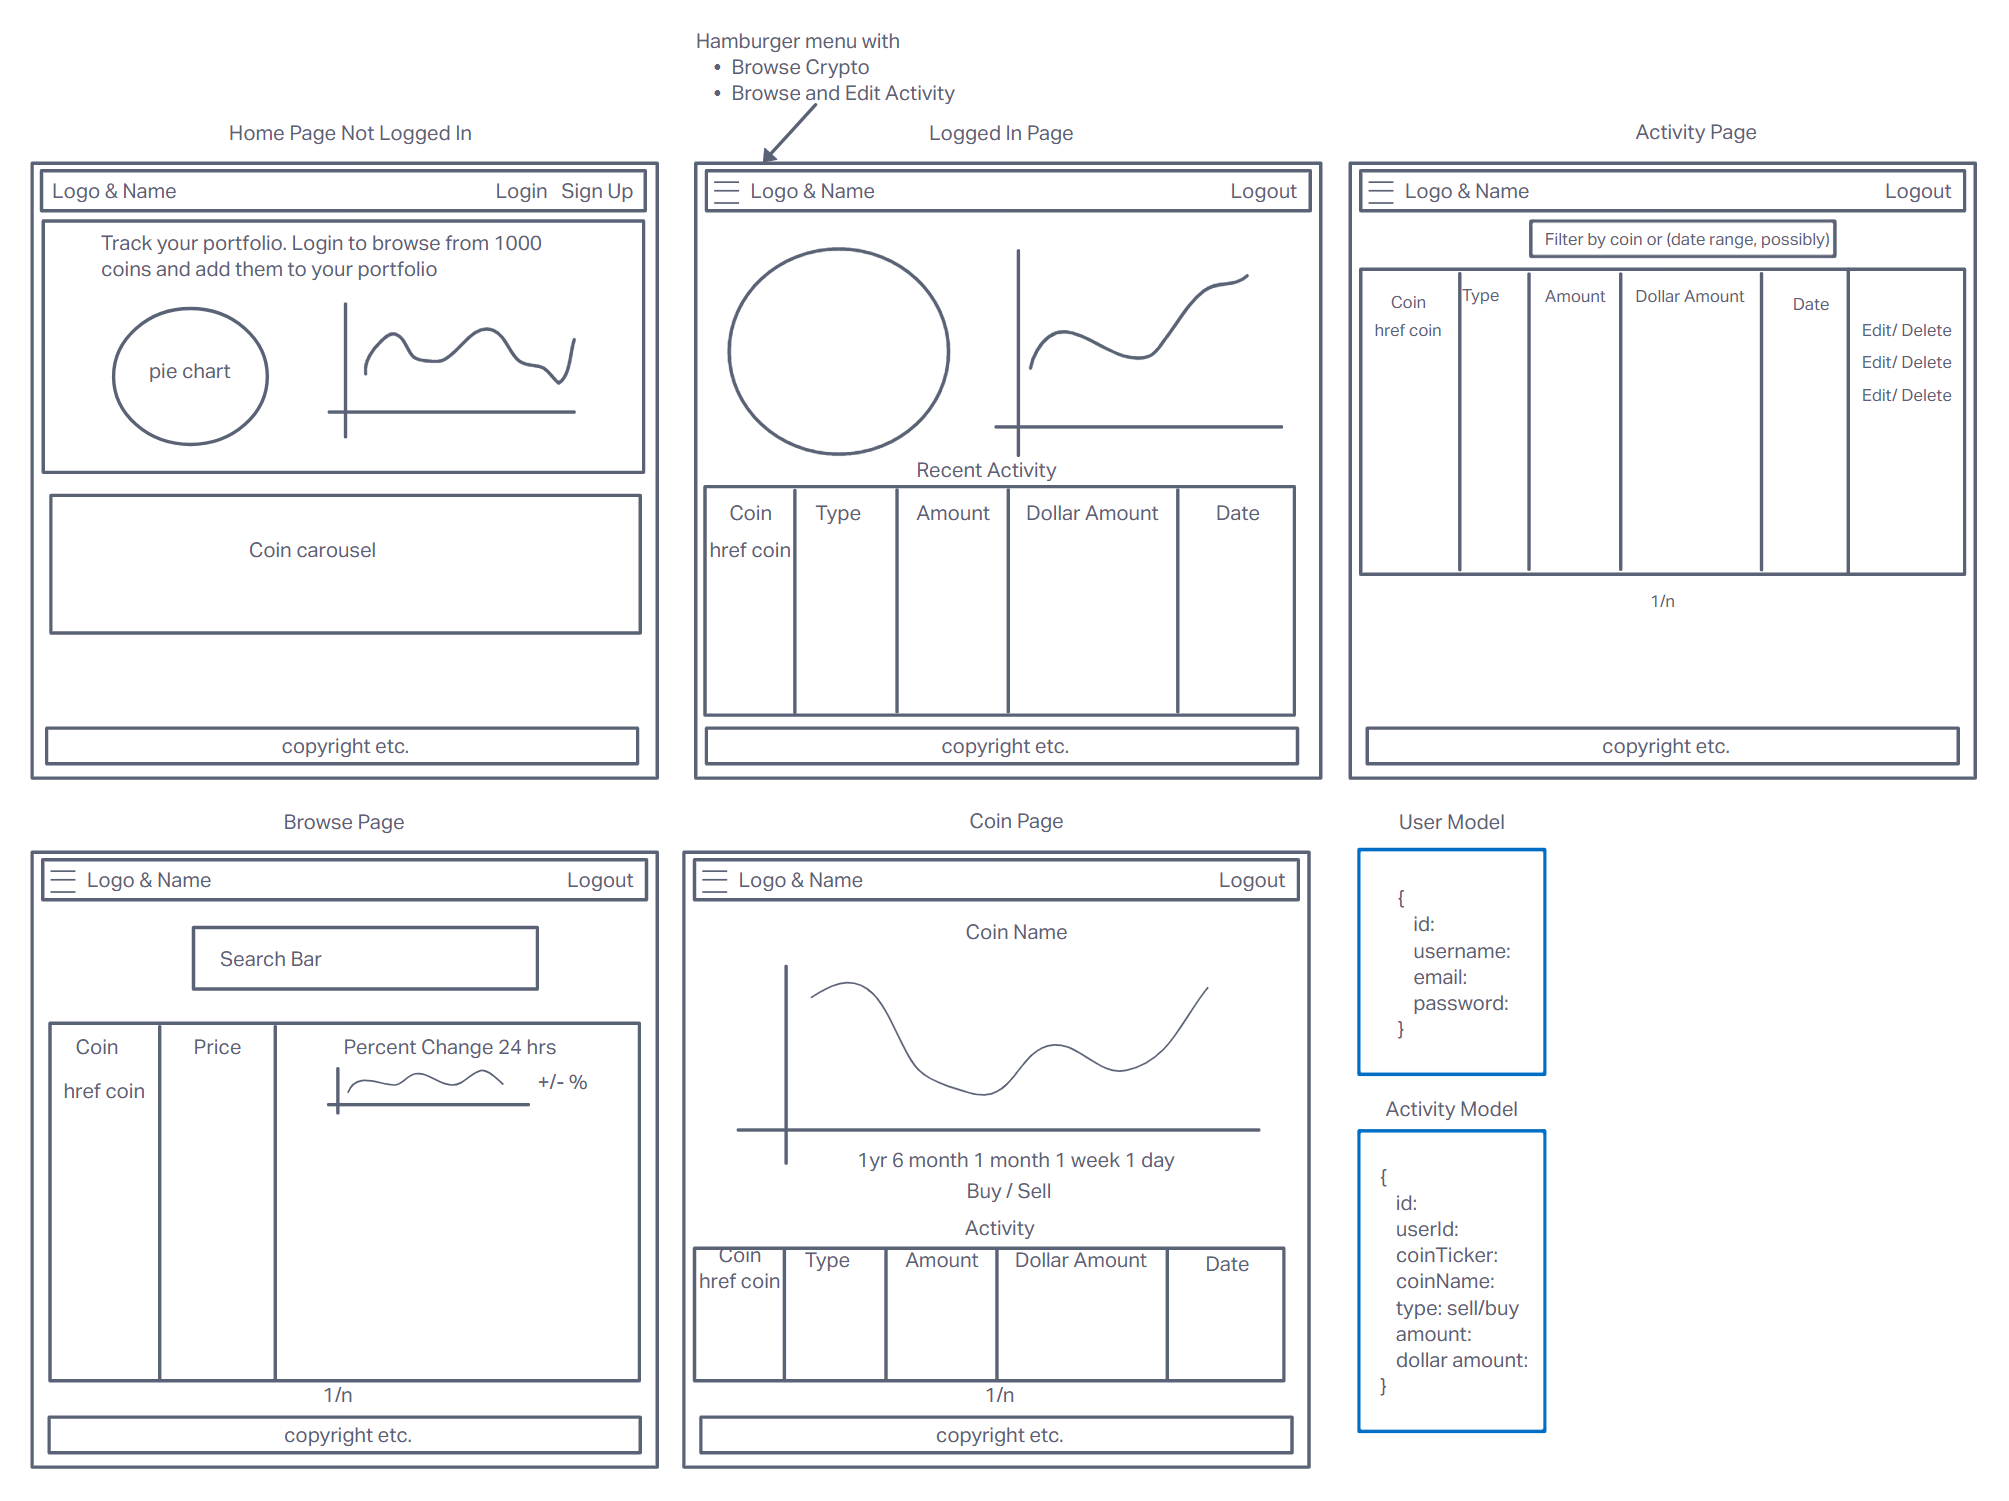 Hamburger menu with
• Browse Crypto
• Browse and Edit Activity
Home Page Not Logged In
Logo & Name
Login Sign Up
Track your portfolio. Login to browse from 1000
coins and add them to your portfolio
pie chart
Coin carousel
copyright etc.
Logged In Page
Logo & Name
Logout
Recent Activity
Coin Type Amount Dollar Amount Date
href coin
copyright etc.
Activity Page
Logo & Name
Logout
Filter by coin or (date range, possibly)
Coin Type Amount Dollar Amount Date
href coin
Edit/ Delete
Edit/ Delete
Edit/ Delete
1/n
copyright etc.
Browse Page
Logo & Name
Logout
Search Bar
Coin Price Percent Change 24 hrs
href coin
+/- %
1/n
copyright etc.
Coin Page
Logo & Name
Logout
Coin Name
1yr 6 month 1 month 1 week 1 day
Buy / Sell
Activity
Coin Type Amount Dollar Amount Date
href coin
1/n
copyright etc.
User Model
{
id:
username:
email:
password:
}
Activity Model
{
id:
userId:
coinTicker:
coinName:
type: sell/buy
amount:
dollar amount:
}